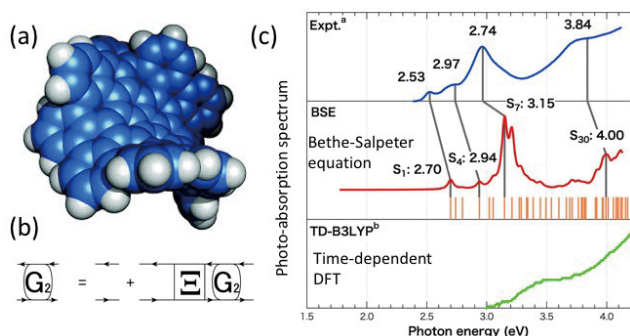 (a)
(b)
G₂ = + Ξ G₂
(c)
Photo-absorption spectrum
Expt.ᵃ
2.53
2.97
2.74
3.84
BSE
Bethe-Salpeter
equation
S₁: 2.70
S₄: 2.94
S₇: 3.15
S₃₀: 4.00
TD-B3LYPᵇ
Time-dependent
DFT
1.5 2.0 2.5 3.0 3.5 4.0
Photon energy (eV)